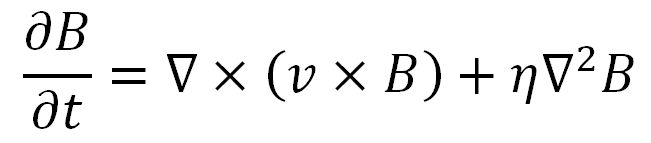 ∂B/∂t = ∇ × (v × B) + η∇²B